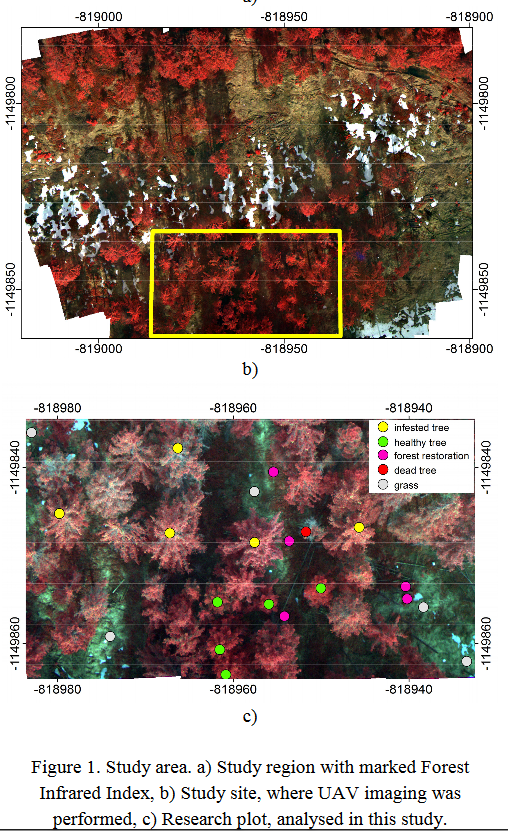 a)
-819000 -818950 -818900
-1149800 -1149800
-1149850 -1149850
-819000 -818950 -818900
b)
-818980 -818960 -818940
infested tree
healthy tree
forest restoration
dead tree
grass
-1149840 -1149840
-1149860 -1149860
-818980 -818960 -818940
c)
Figure 1. Study area. a) Study region with marked Forest
Infrared Index, b) Study site, where UAV imaging was
performed, c) Research plot, analysed in this study.